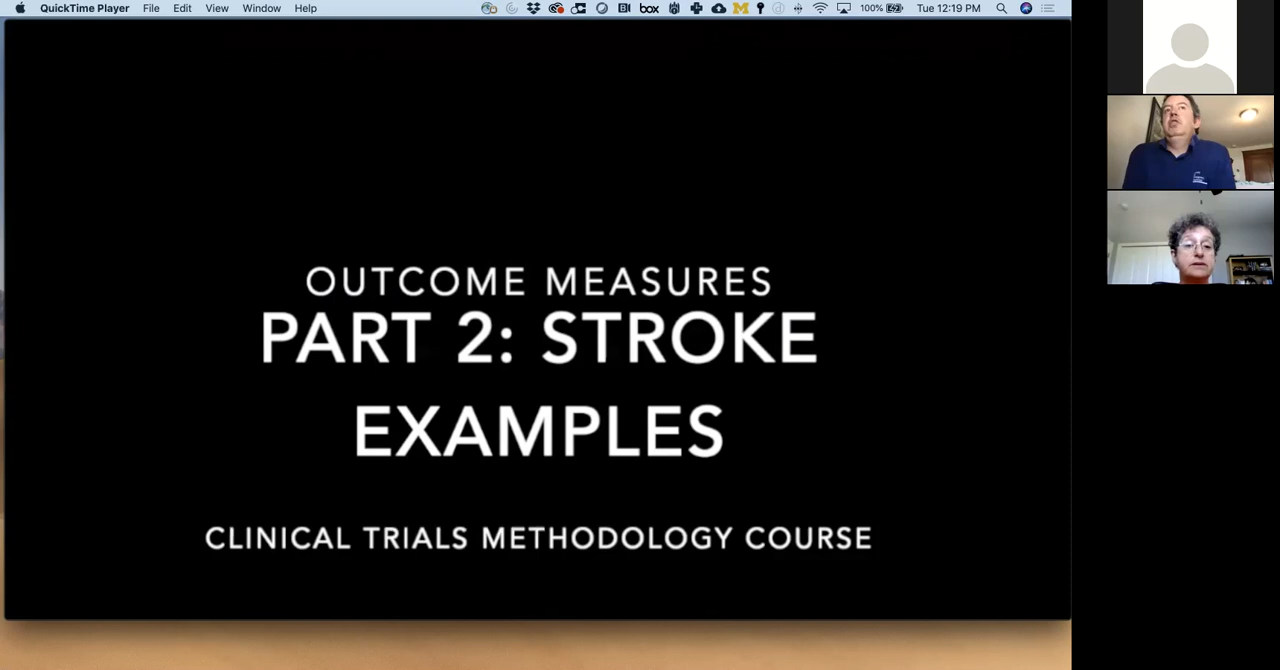 QuickTime Player File Edit View Window Help box 100% Tue 12:19 PM
OUTCOME MEASURES
PART 2: STROKE
EXAMPLES
CLINICAL TRIALS METHODOLOGY COURSE